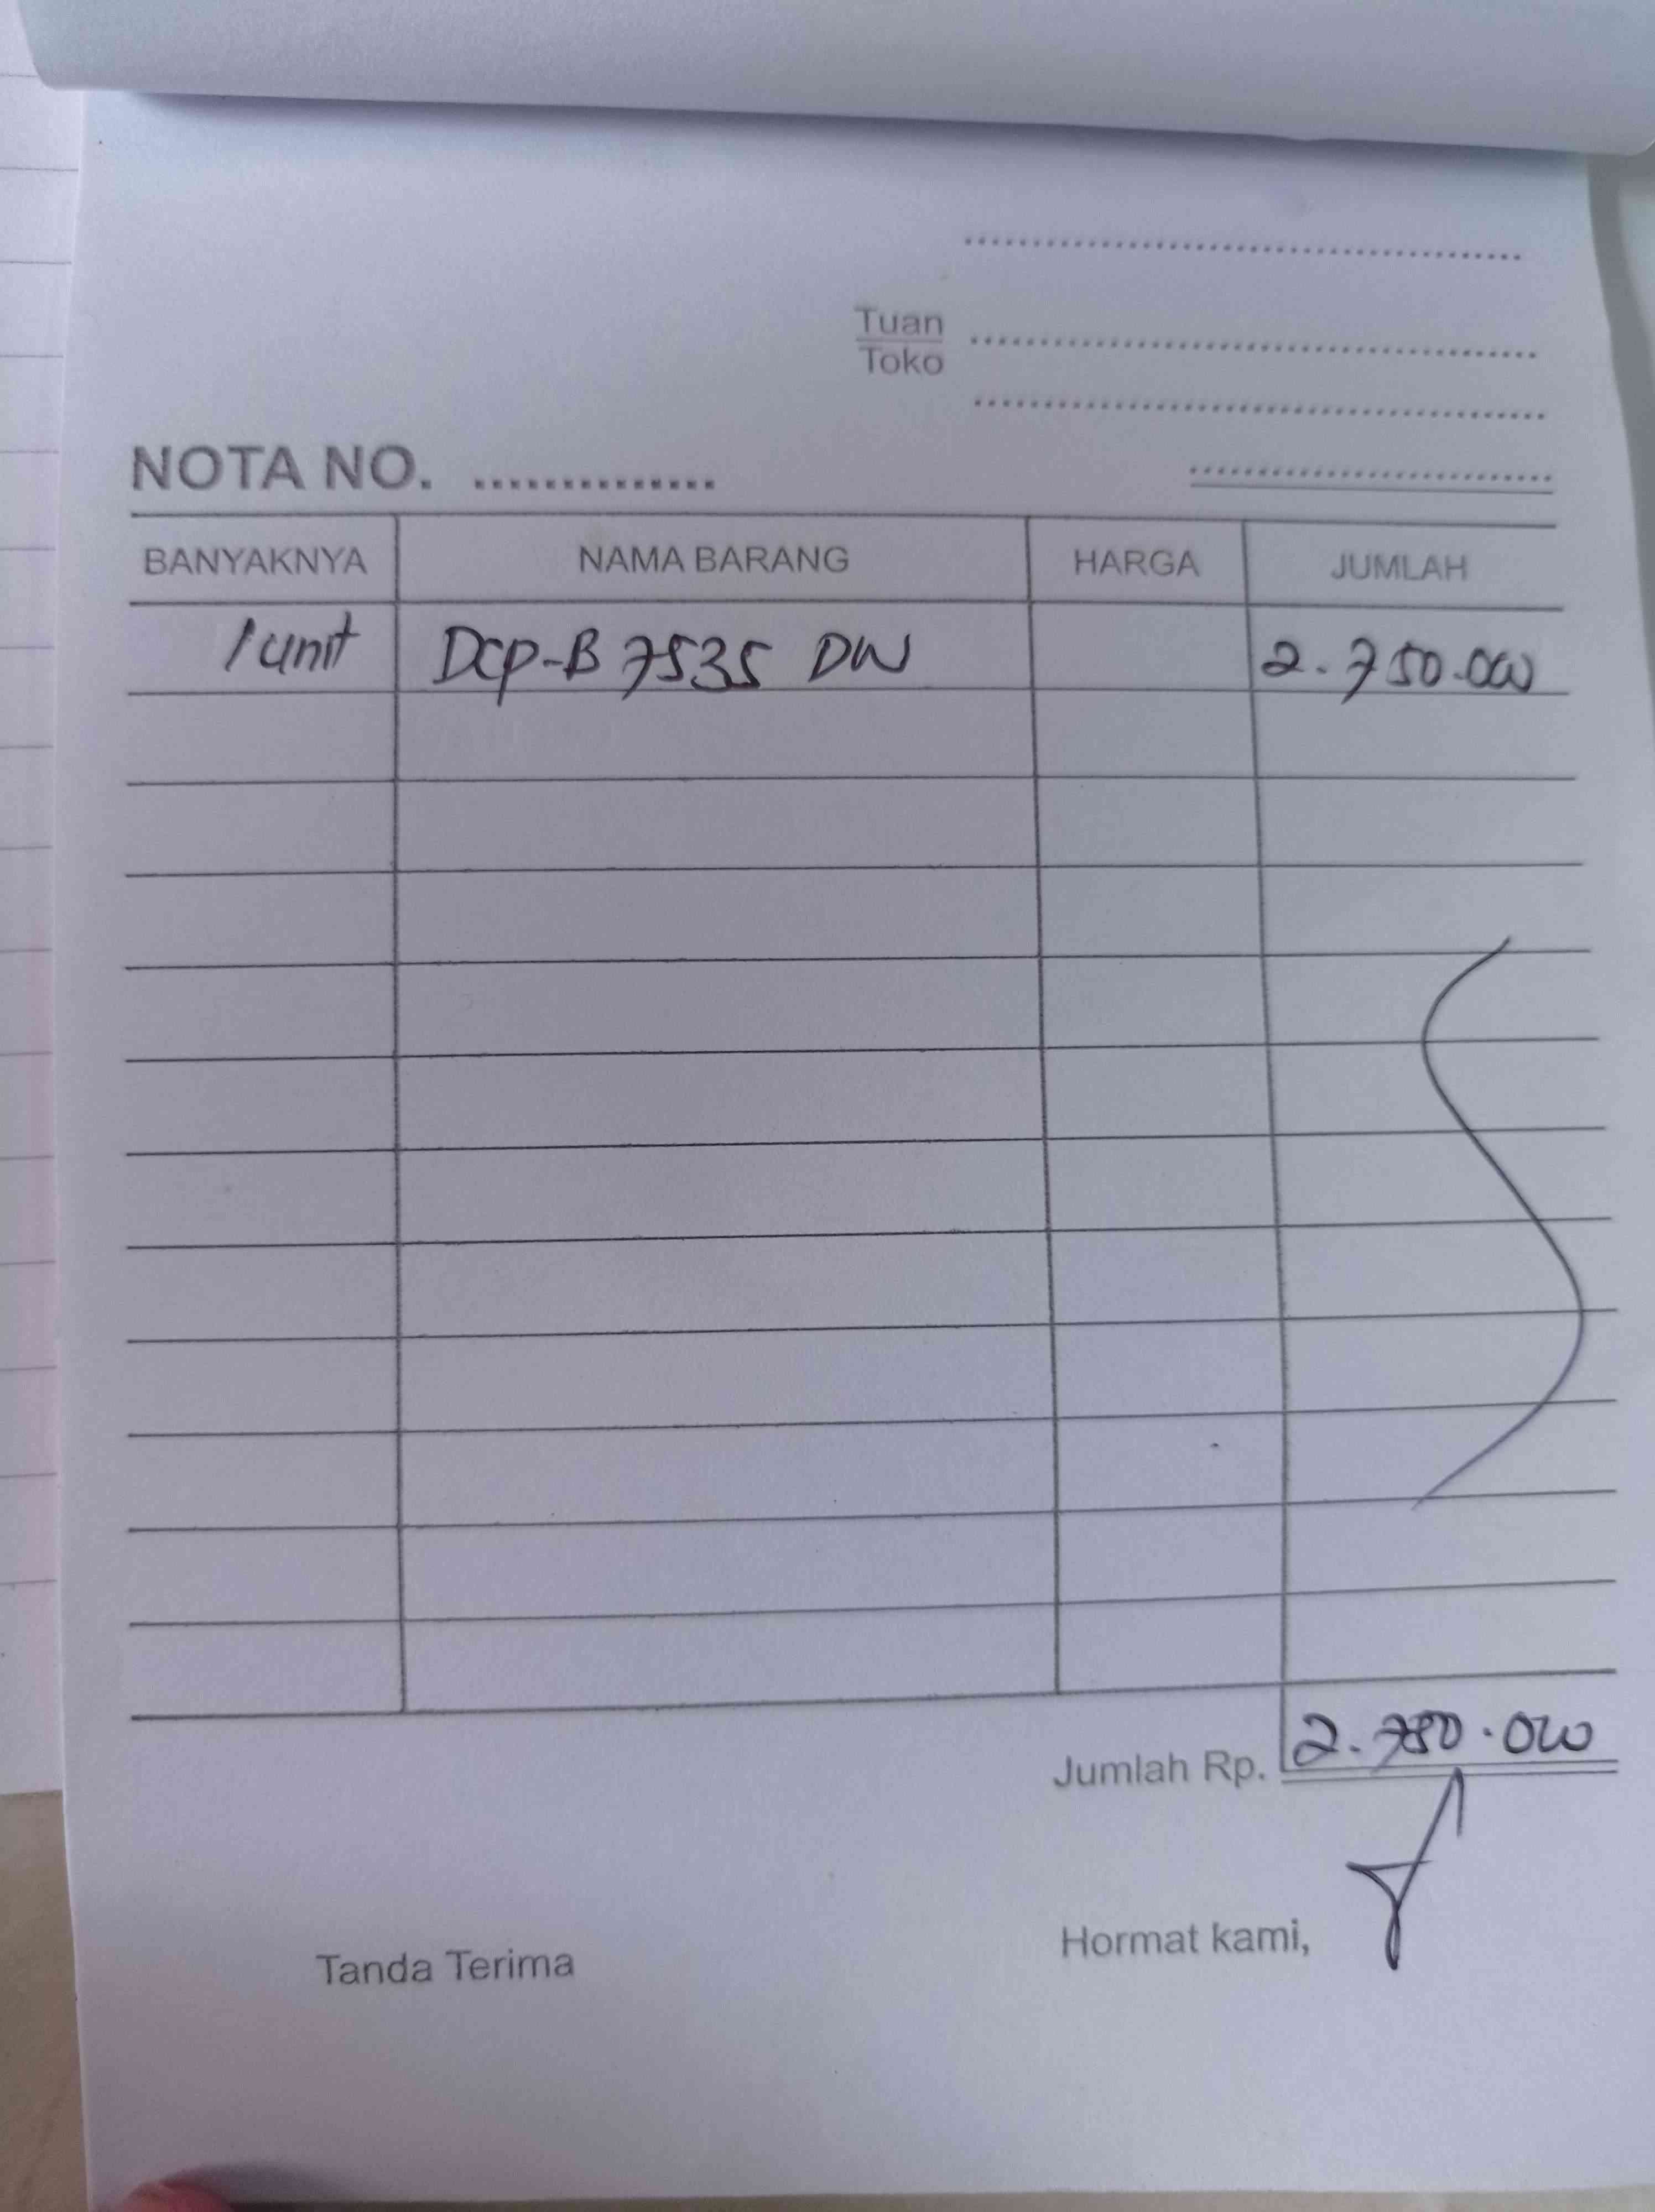 Tuan
Toko
NOTA NO. ..............
BANYAKNYA NAMA BARANG HARGA JUMLAH
1 unit DCP-B 7535 DW 2.750.000
Jumlah Rp. 2.750.000
Tanda Terima Hormat kami,